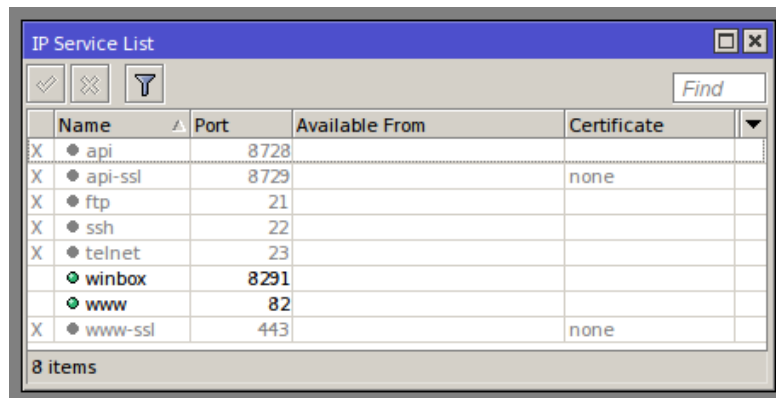 IP Service List
Find
Name Port Available From Certificate
X api 8728
X api-ssl 8729 none
X ftp 21
X ssh 22
X telnet 23
winbox 8291
www 82
X www-ssl 443 none
8 items